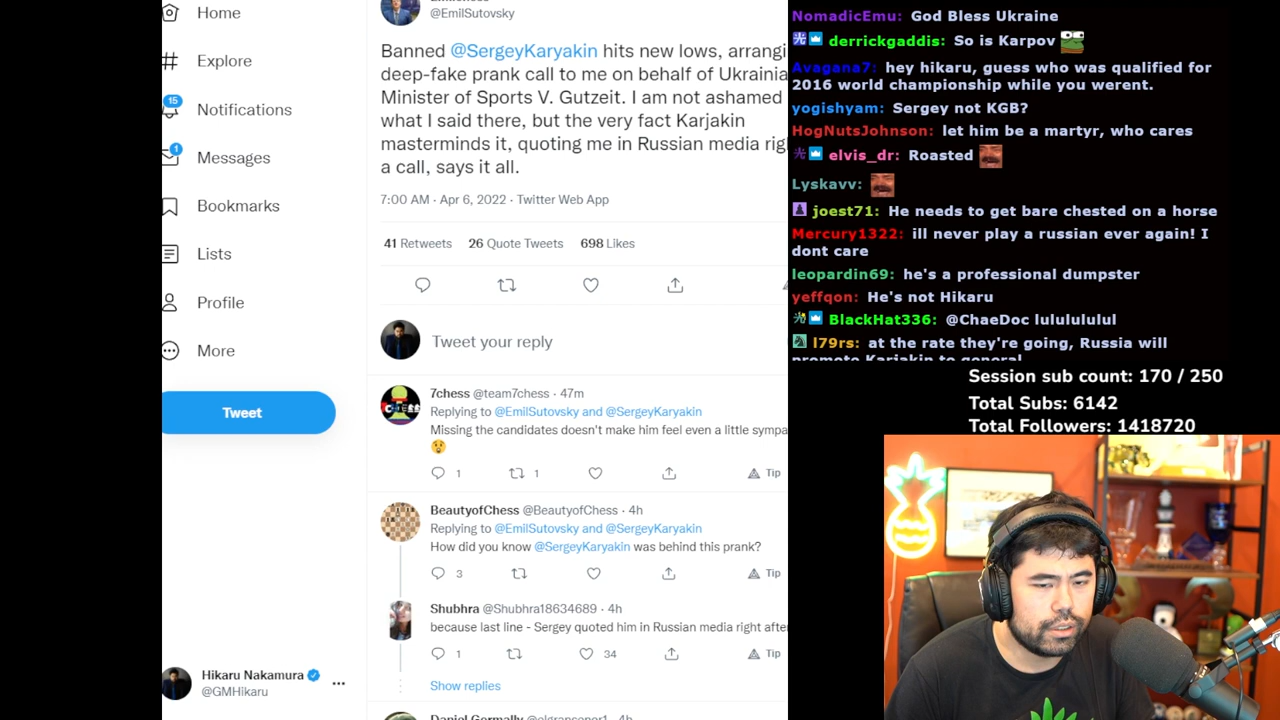 Home
Explore
15
Notifications
1
Messages
Bookmarks
Lists
Profile
More
Tweet
Hikaru Nakamura
@GMHikaru
@EmilSutovsky
Banned @SergeyKaryakin hits new lows, arrangi
deep-fake prank call to me on behalf of Ukrainia
Minister of Sports V. Gutzeit. I am not ashamed
what I said there, but the very fact Karjakin
masterminds it, quoting me in Russian media righ
a call, says it all.
7:00 AM · Apr 6, 2022 · Twitter Web App
41 Retweets 26 Quote Tweets 698 Likes
Tweet your reply
7chess @team7chess · 47m
Replying to @EmilSutovsky and @SergeyKaryakin
Missing the candidates doesn't make him feel even a little sympa
1 1 Tip
BeautyofChess @BeautyofChess · 4h
Replying to @EmilSutovsky and @SergeyKaryakin
How did you know @SergeyKaryakin was behind this prank?
3 Tip
Shubhra @Shubhra18634689 · 4h
because last line - Sergey quoted him in Russian media right after
1 34 Tip
Show replies
Daniel Gormally @elgransenor1 · 4h
NomadicEmu: God Bless Ukraine
derrickgaddis: So is Karpov
Avagana7: hey hikaru, guess who was qualified for
2016 world championship while you werent.
yogishyam: Sergey not KGB?
HogNutsJohnson: let him be a martyr, who cares
elvis_dr: Roasted
Lyskavv:
joest71: He needs to get bare chested on a horse
Mercury1322: ill never play a russian ever again! I
dont care
leopardin69: he's a professional dumpster
yeffqon: He's not Hikaru
BlackHat336: @ChaeDoc lulululul
l79rs: at the rate they're going, Russia will
promote Karjakin to general
Session sub count: 170 / 250
Total Subs: 6142
Total Followers: 1418720